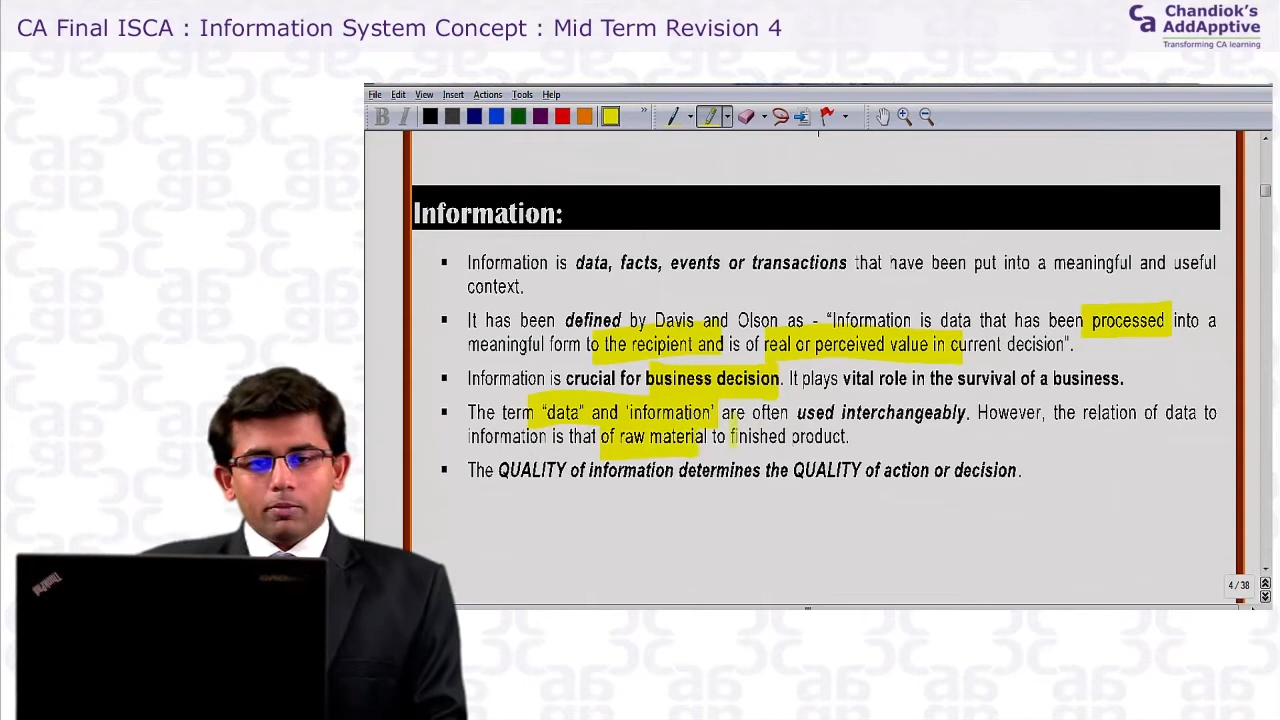 CA Final ISCA : Information System Concept : Mid Term Revision 4
Ca Chandiok's
AddApptive
Transforming CA learning
File Edit View Insert Actions Tools Help
B I »
Information:
▪ Information is data, facts, events or transactions that have been put into a meaningful and useful
context.
▪ It has been defined by Davis and Olson as - “Information is data that has been processed into a
meaningful form to the recipient and is of real or perceived value in current decision”.
▪ Information is crucial for business decision. It plays vital role in the survival of a business.
▪ The term “data” and ‘information’ are often used interchangeably. However, the relation of data to
information is that of raw material to finished product.
▪ The QUALITY of information determines the QUALITY of action or decision.
4/38
ThinkPad